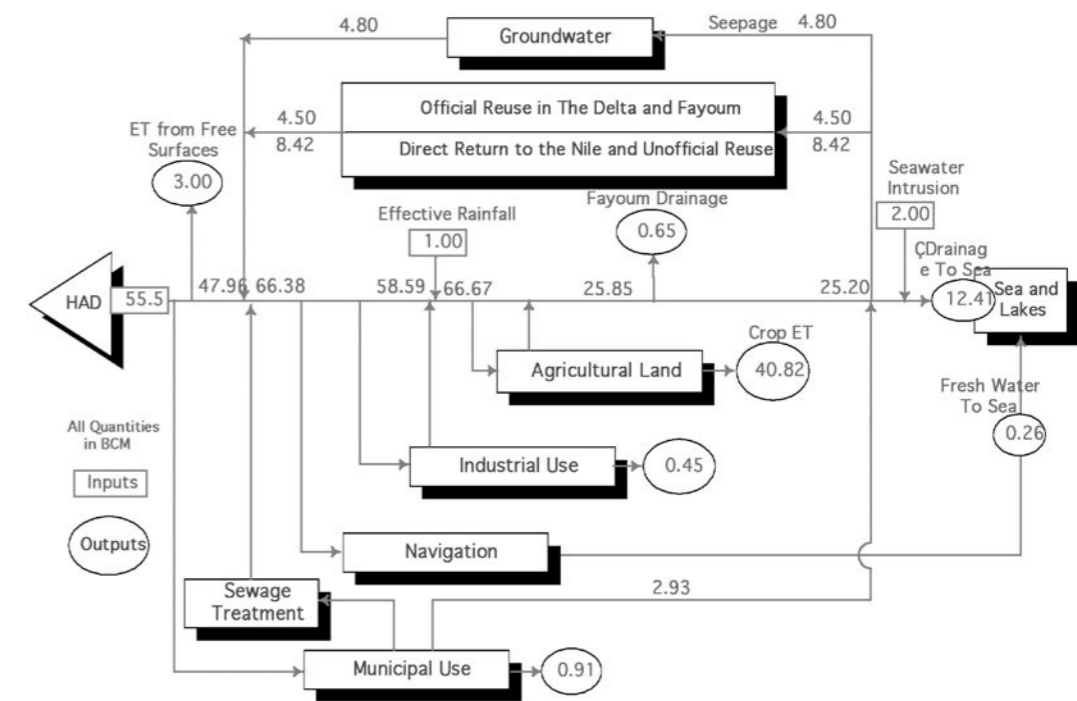 4.80
Groundwater
Seepage 4.80
Official Reuse in The Delta and Fayoum
4.50
4.50
8.42
Direct Return to the Nile and Unofficial Reuse
8.42
ET from Free
Surfaces
3.00
Seawater
Intrusion
2.00
Effective Rainfall
1.00
Fayoum Drainage
0.65
ÇDrainag
e To Sea
12.41
HAD
55.5
47.96 66.38
58.59 66.67
25.85
25.20
Sea and
Lakes
Agricultural Land
Crop ET
40.82
Fresh Water
To Sea
0.26
All Quantities
in BCM
Inputs
Outputs
Industrial Use
0.45
Navigation
Sewage
Treatment
2.93
Municipal Use
0.91